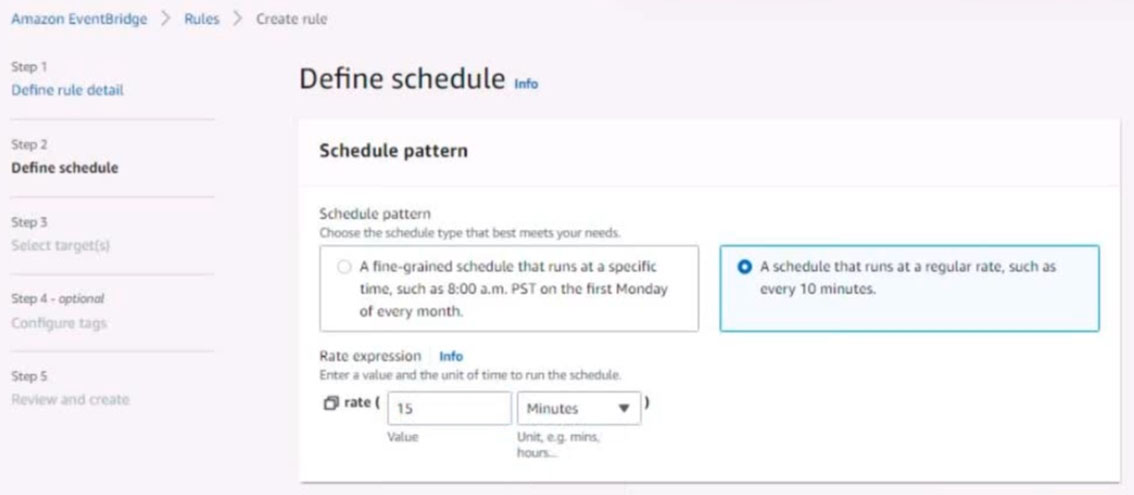 Amazon EventBridge > Rules > Create rule
Step 1
Define rule detail
Step 2
Define schedule
Step 3
Select target(s)
Step 4 - optional
Configure tags
Step 5
Review and create
Define schedule Info
Schedule pattern
Schedule pattern
Choose the schedule type that best meets your needs.
A fine-grained schedule that runs at a specific
time, such as 8:00 a.m. PST on the first Monday
of every month.
A schedule that runs at a regular rate, such as
every 10 minutes.
Rate expression Info
Enter a value and the unit of time to run the schedule.
rate ( 15 Minutes )
Value
Unit, e.g. mins,
hours...